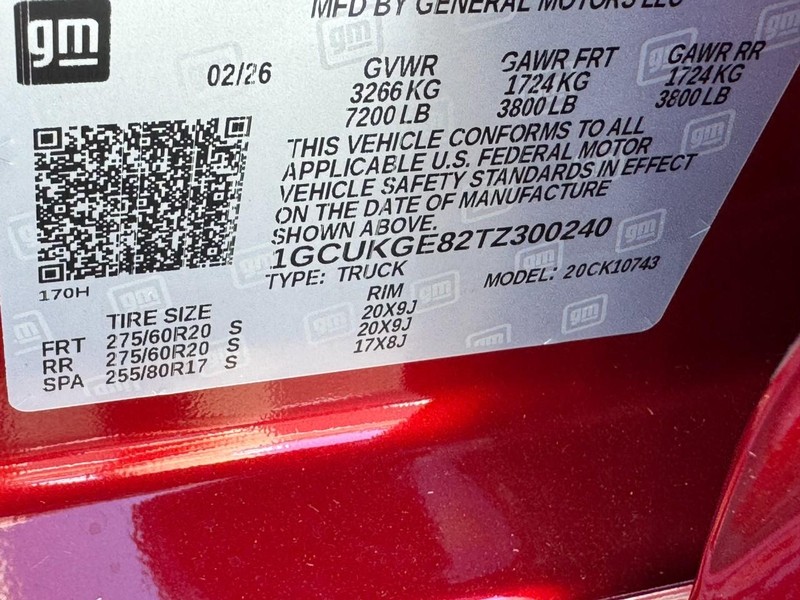 MFD BY GENERAL MOTORS LLC
gm
02/26
GVWR GAWR FRT GAWR RR
3266 KG 1724 KG 1724 KG
7200 LB 3800 LB 3800 LB
THIS VEHICLE CONFORMS TO ALL
APPLICABLE U.S. FEDERAL MOTOR
VEHICLE SAFETY STANDARDS IN EFFECT
ON THE DATE OF MANUFACTURE
SHOWN ABOVE.
1GCUKGE82TZ300240
TYPE: TRUCK MODEL: 20CK10743
170H
TIRE SIZE RIM
FRT 275/60R20 S 20X9J
RR 275/60R20 S 20X9J
SPA 255/80R17 S 17X8J